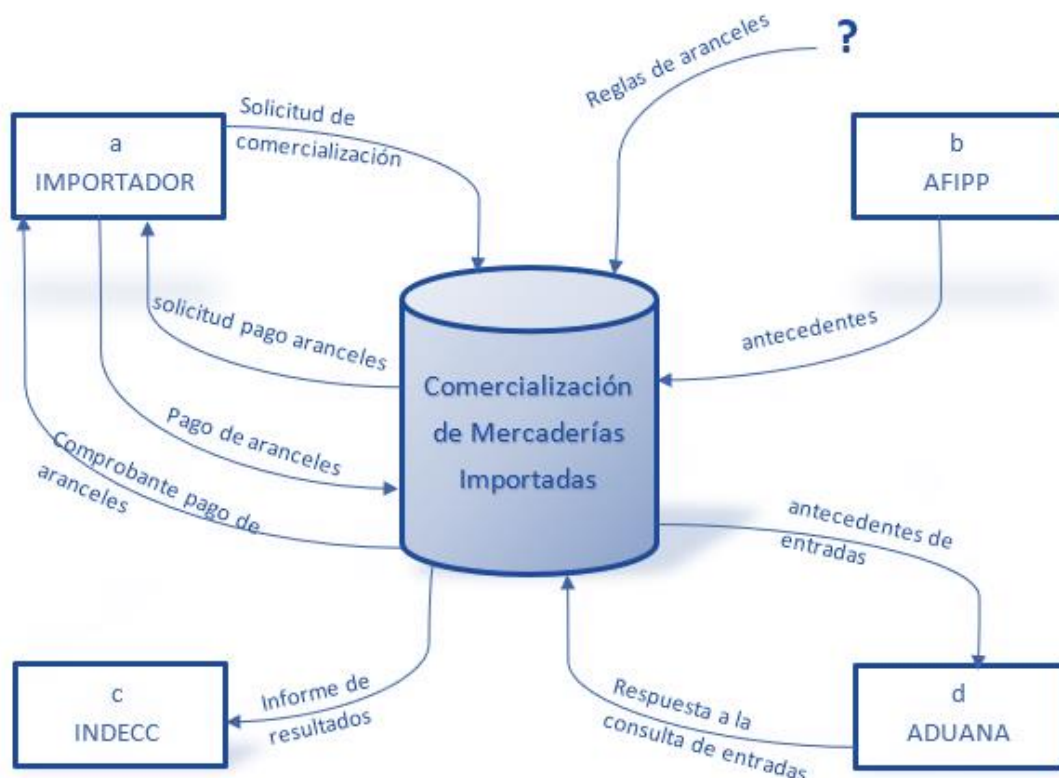 ?
Reglas de aranceles
Solicitud de
comercialización
a
IMPORTADOR
b
AFIPP
solicitud pago aranceles
antecedentes
Comercialización
de Mercaderías
Importadas
Pago de aranceles
Comprobante pago de
aranceles
antecedentes de
entradas
c
INDECC
Informe de
resultados
Respuesta a la
consulta de entradas
d
ADUANA